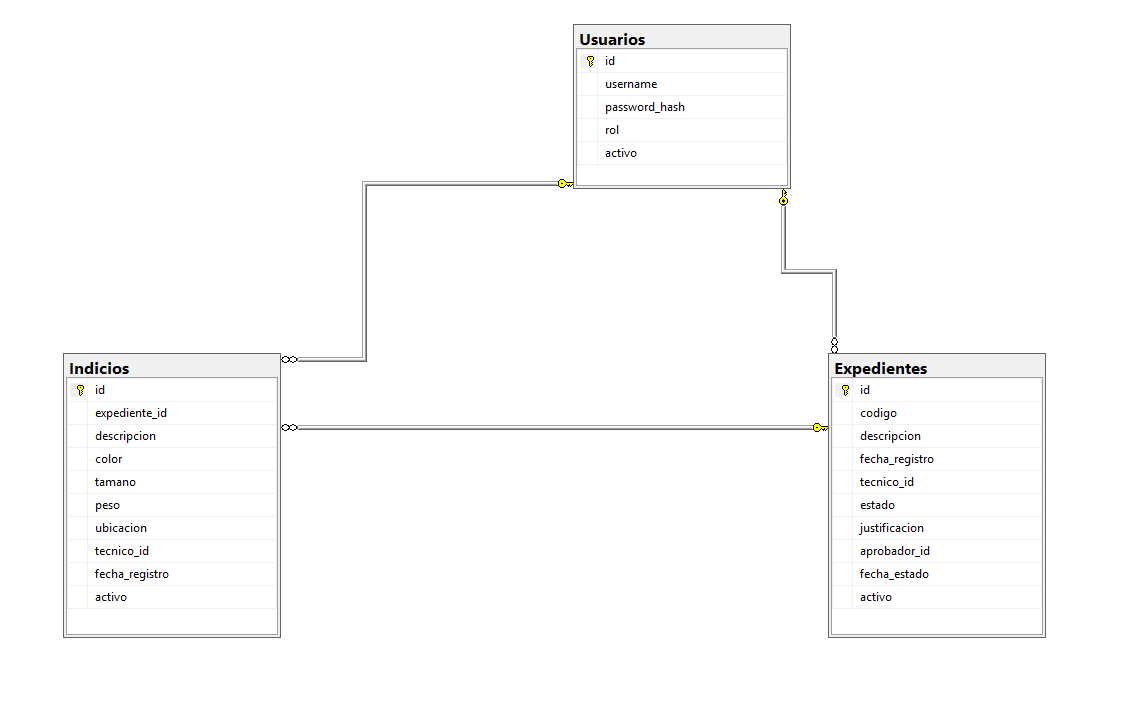 Usuarios
id
username
password_hash
rol
activo
Indicios
id
expediente_id
descripcion
color
tamano
peso
ubicacion
tecnico_id
fecha_registro
activo
Expedientes
id
codigo
descripcion
fecha_registro
tecnico_id
estado
justificacion
aprobador_id
fecha_estado
activo